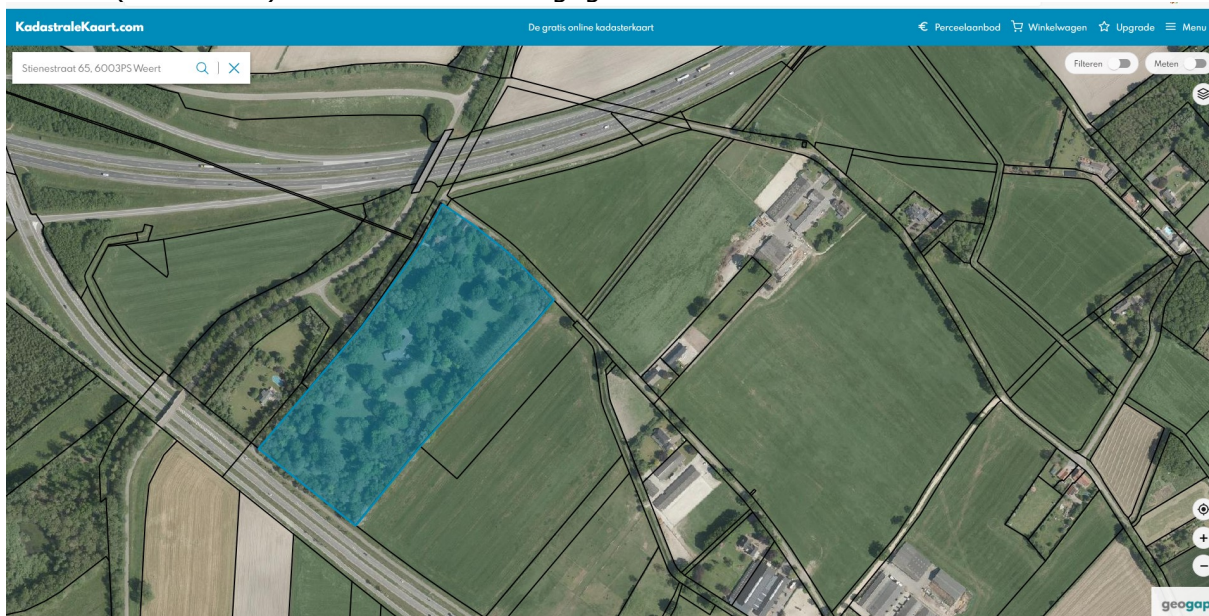 KadastraleKaart.com
De gratis online kadasterkaart
€ Perceelaanbod Winkelwagen Upgrade Menu
Stienestraat 65, 6003PS Weert
Filteren
Meten
+
−
geogap